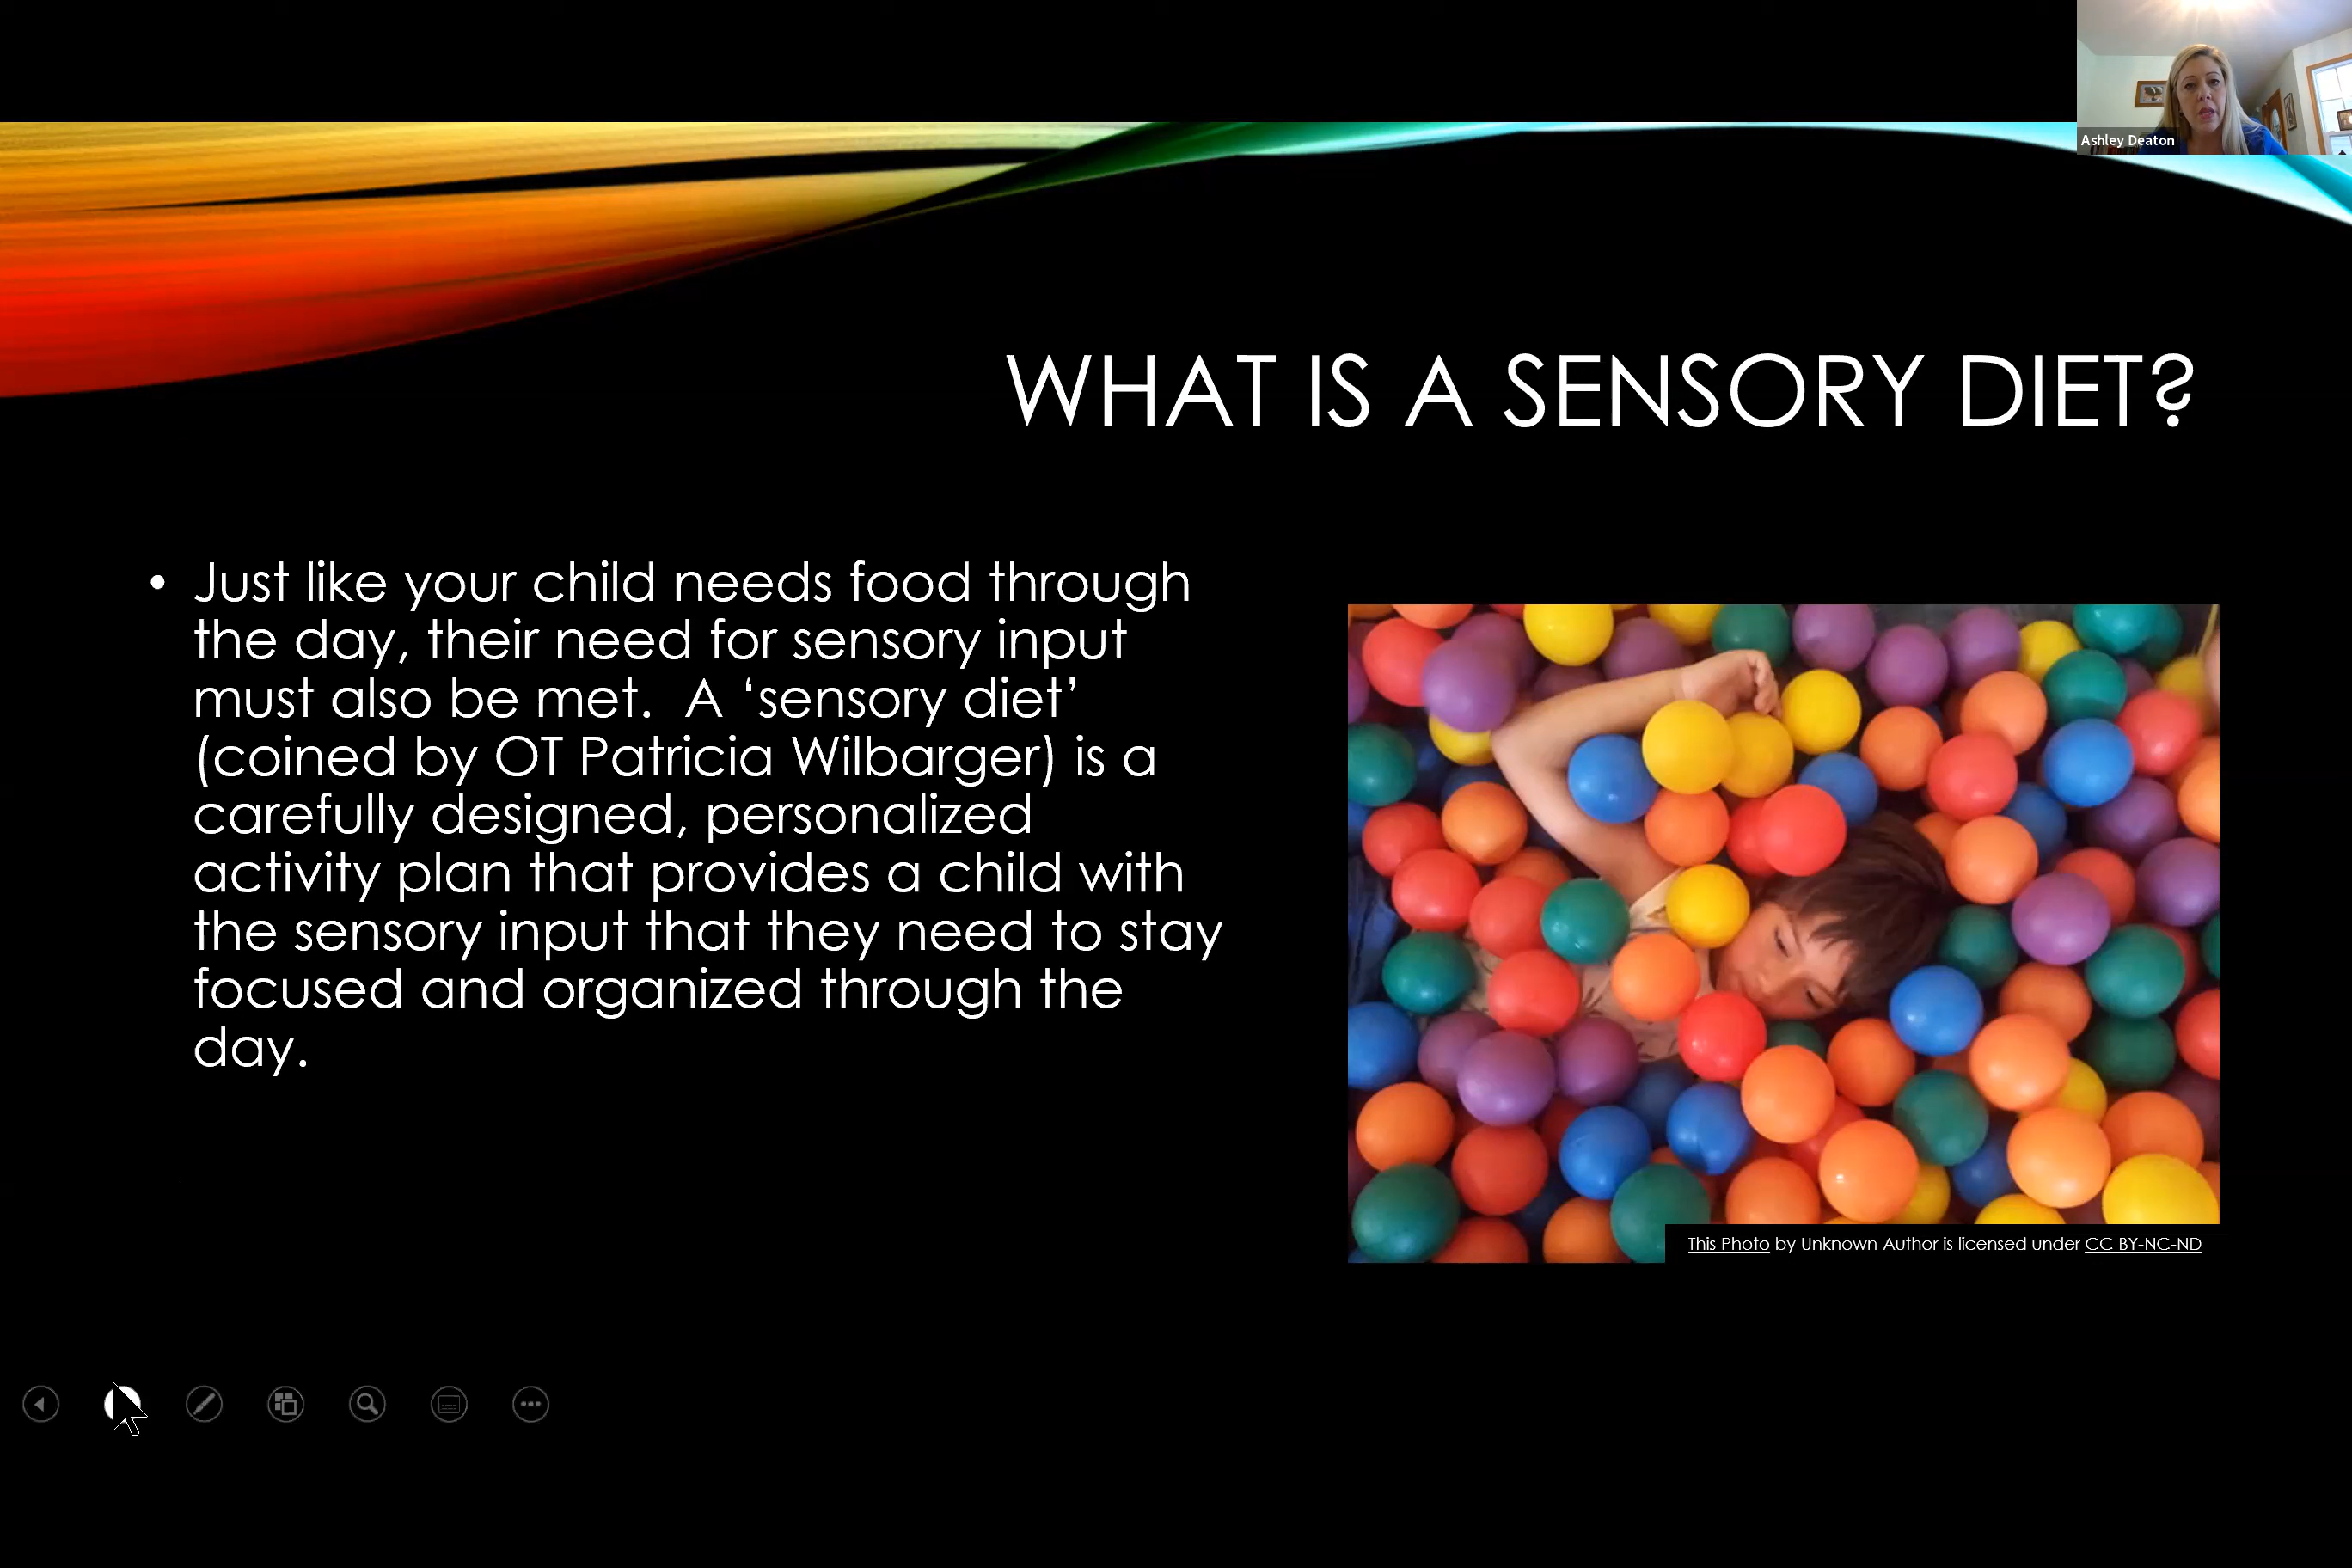 Ashley Deaton
WHAT IS A SENSORY DIET?
• Just like your child needs food through
the day, their need for sensory input
must also be met.  A ‘sensory diet’
(coined by OT Patricia Wilbarger) is a
carefully designed, personalized
activity plan that provides a child with
the sensory input that they need to stay
focused and organized through the
day.
This Photo by Unknown Author is licensed under CC BY-NC-ND